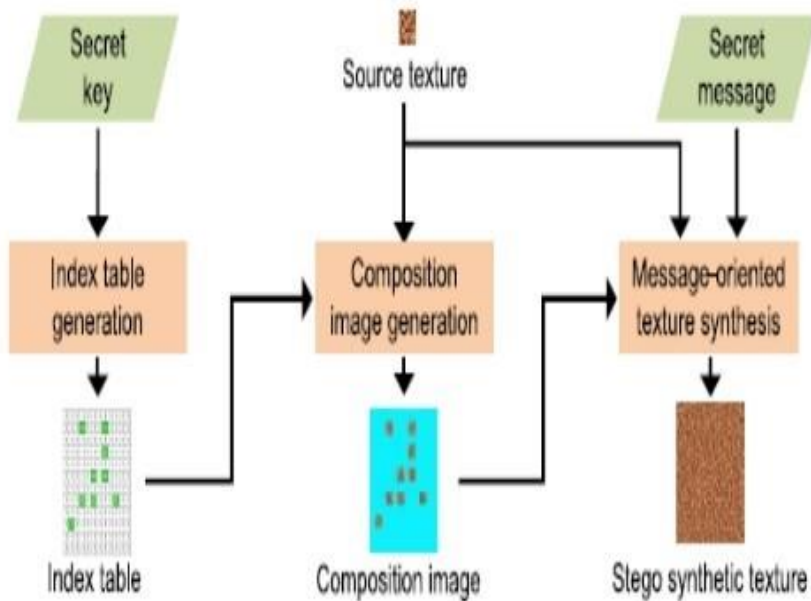 Secret
key
Source texture
Secret
message
Index table
generation
Composition
image generation
Message-oriented
texture synthesis
Index table
Composition image
Stego synthetic texture